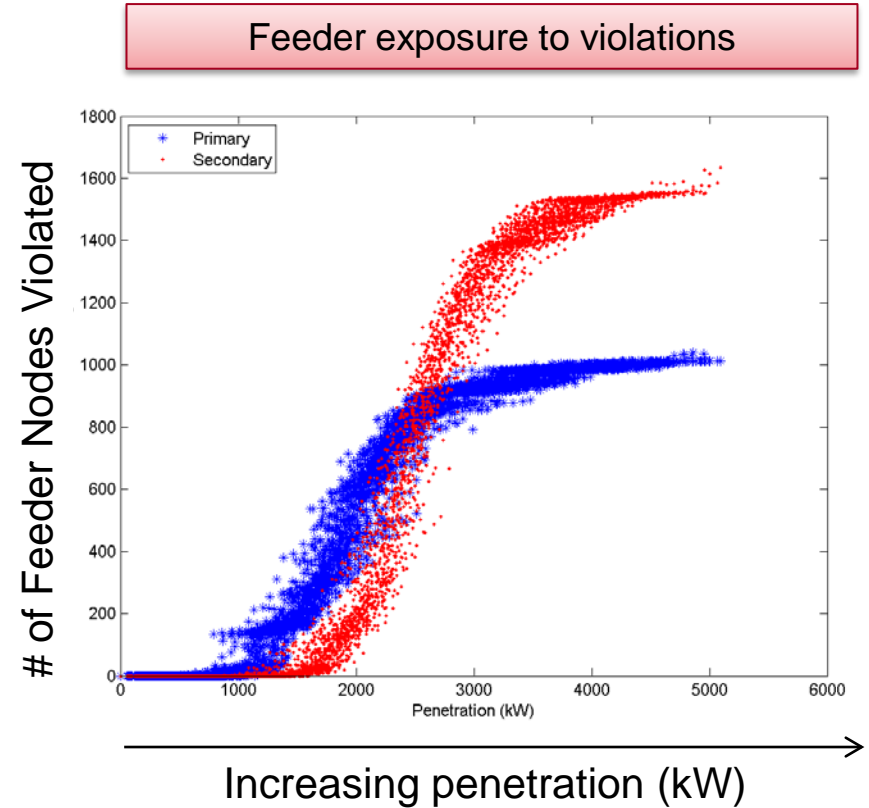 Feeder exposure to violations
# of Feeder Nodes Violated
1800
1600
1400
1200
1000
800
600
400
200
0
Primary
Secondary
0 1000 2000 3000 4000 5000 6000
Penetration (kW)
Increasing penetration (kW)